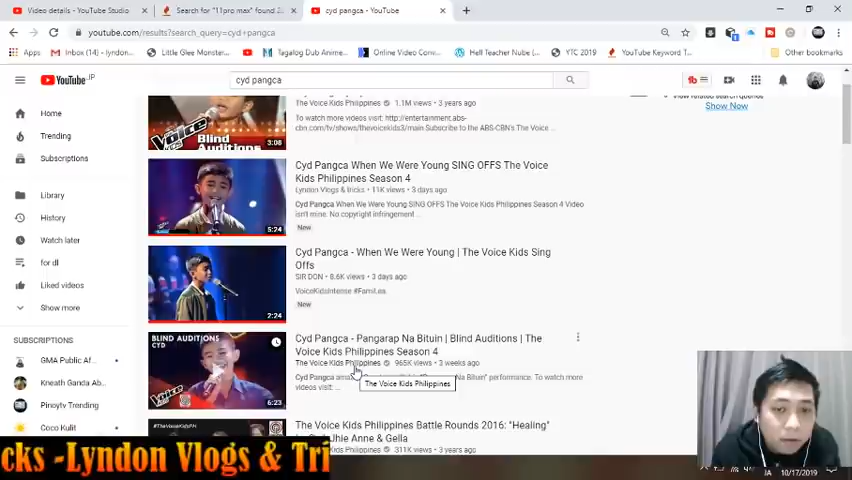 Video details - YouTube Studio
Search for "11pro max" found 2
cyd pangca - YouTube
youtube.com/results?search_query=cyd+pangca
Apps
Inbox (14) - lyndon...
Little Glee Monster...
Tagalog Dub Anime...
Online Video Conv...
Hell Teacher Nube (...
YTC 2019
YouTube Keyword T...
Other bookmarks
YouTube JP
cyd pangca
Home
Trending
Subscriptions
Library
History
Watch later
for dl
Liked videos
Show more
SUBSCRIPTIONS
GMA Public Af...
Kneath Ganda Ab...
Pinoytv Politiko
Coco Kulit
Show Now
The Voice Kids Philippines 1.1M views • 3 years ago
To watch more videos visit: http://entertainment.abs-
cbn.com/tv/shows/thevoicekids3/main Subscribe to the ABS-CBN's The Voice ...
Voice
Blind
Auditions
3:08
Cyd Pangca When We Were Young SING OFFS The Voice
Kids Philippines Season 4
Lyndon Vlogs & Tricks • 11K views • 3 days ago
Cyd Pangca When We Were Young SING OFFS The Voice Kids Philippines Season 4 Video
isn't mine. No copyright infringement ...
New
5:24
Cyd Pangca - When We Were Young | The Voice Kids Sing
Offs
SIR DON • 8.6K views • 3 days ago
VoiceKidsIntense #FamiLea.
New
2:24
BLIND AUDITIONS
CYD
6:23
Cyd Pangca - Pangarap Na Bituin | Blind Auditions | The
Voice Kids Philippines Season 4
The Voice Kids Philippines 965K views • 3 weeks ago
The Voice Kids Philippines
The Voice Kids Philippines Battle Rounds 2016: "Healing"
Jhie Anne & Gella
311K views • 3 years ago
cks -Lyndon Vlogs & Tri
10/17/2019